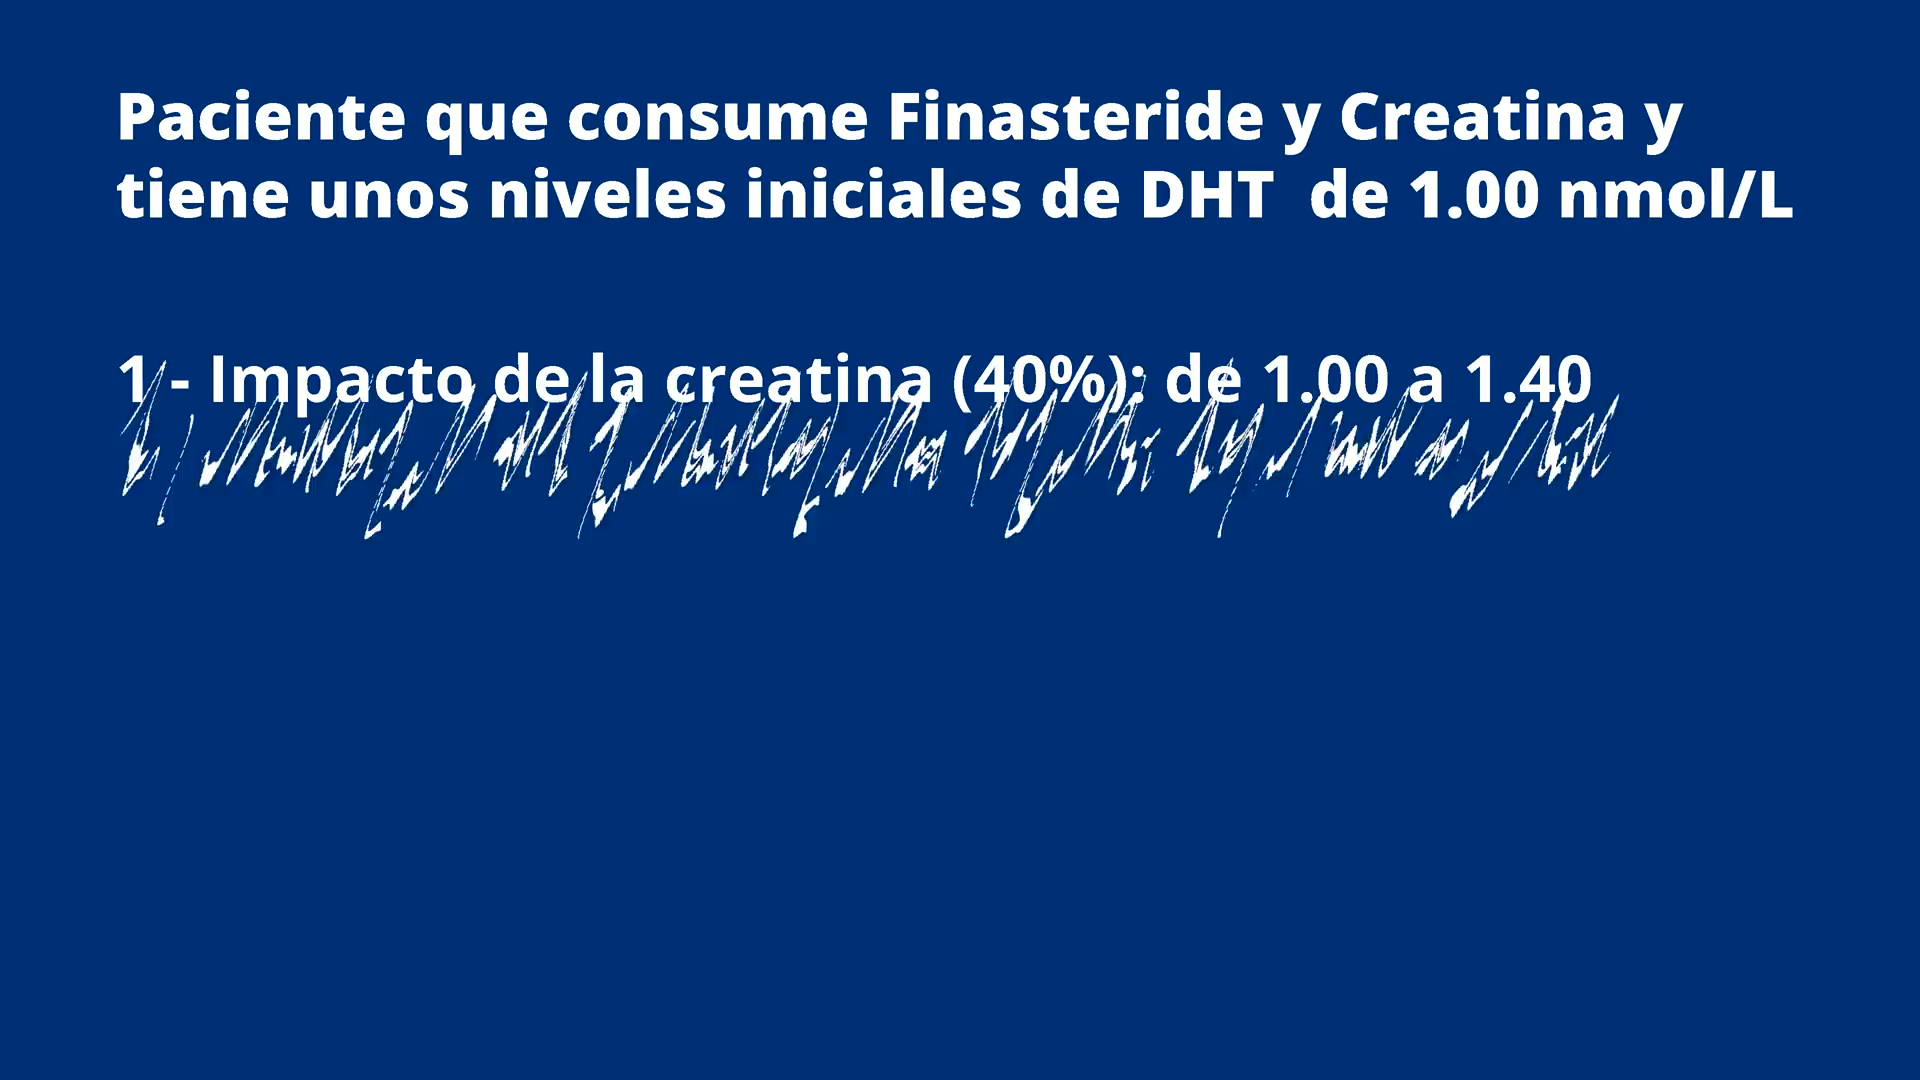 Paciente que consume Finasteride y Creatina y
tiene unos niveles iniciales de DHT de 1.00 nmol/L
1 - Impacto de la creatina (40%): de 1.00 a 1.40